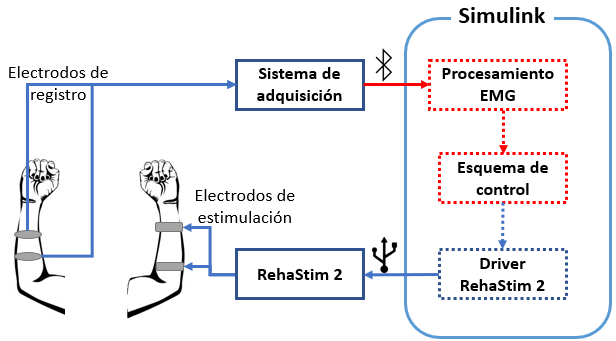 Simulink
Electrodos de
registro
Sistema de
adquisición
Procesamiento
EMG
Esquema de
control
Electrodos de
estimulación
RehaStim 2
Driver
RehaStim 2